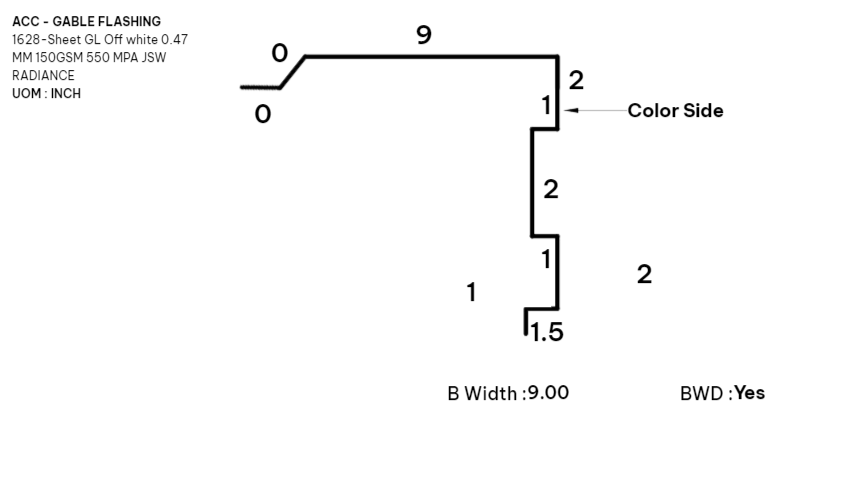 ACC - GABLE FLASHING
1628-Sheet GL Off white 0.47
MM 150GSM 550 MPA JSW
RADIANCE
UOM : INCH
9
0
0
2
1
Color Side
2
1
2
1
1.5
B Width :9.00
BWD :Yes